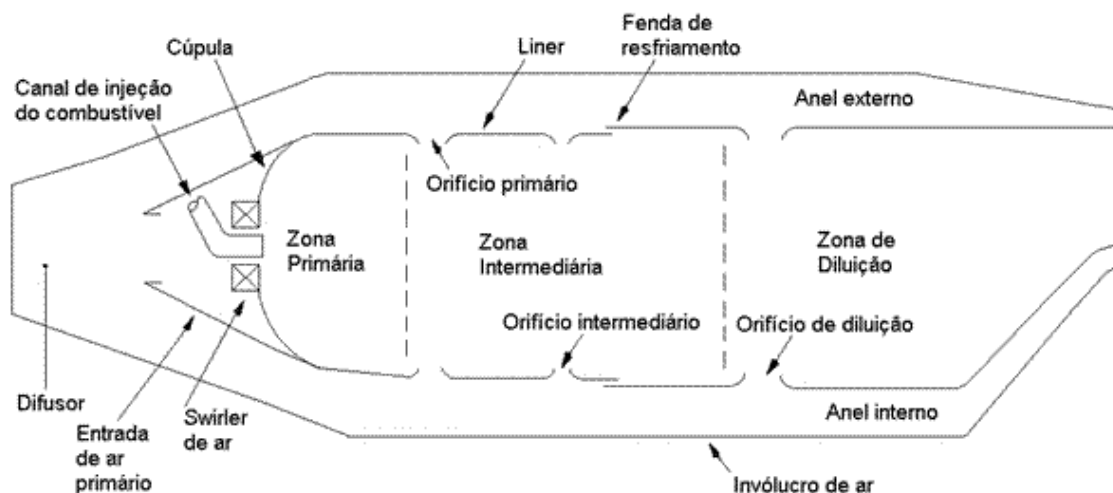 Cúpula
Liner
Fenda de
resfriamento
Canal de injeção
do combustível
Anel externo
Orifício primário
Zona
Primária
Zona
Intermediária
Zona de
Diluição
Orifício intermediário
Orifício de diluição
Difusor
Entrada
de ar
primário
Swirler
de ar
Anel interno
Invólucro de ar